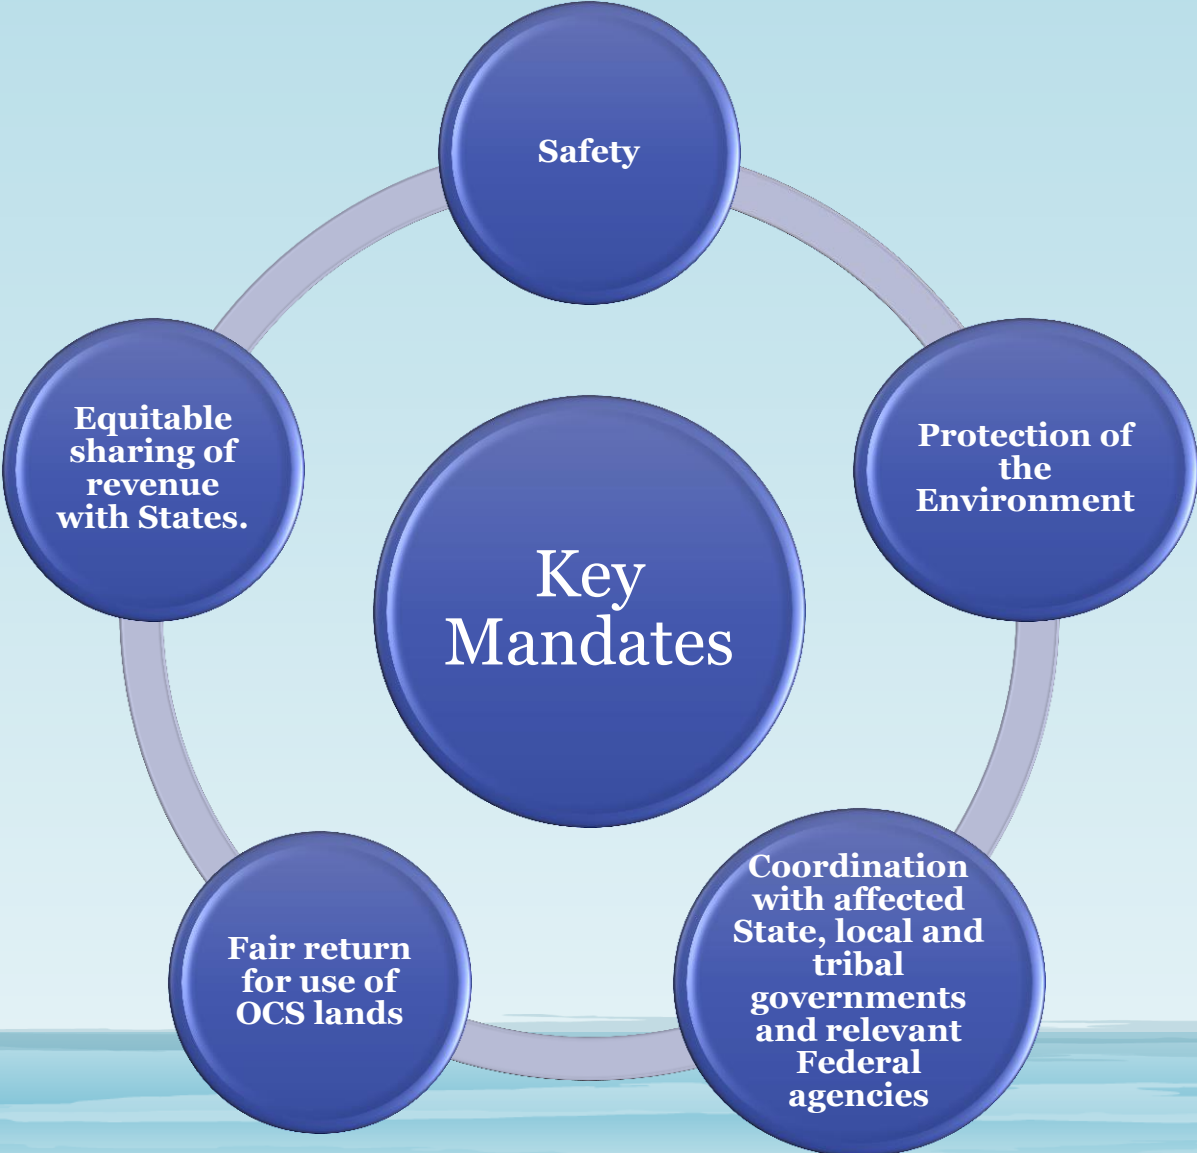 Safety
Equitable
sharing of
revenue
with States.
Protection of
the
Environment
Key
Mandates
Fair return
for use of
OCS lands
Coordination
with affected
State, local and
tribal
governments
and relevant
Federal
agencies